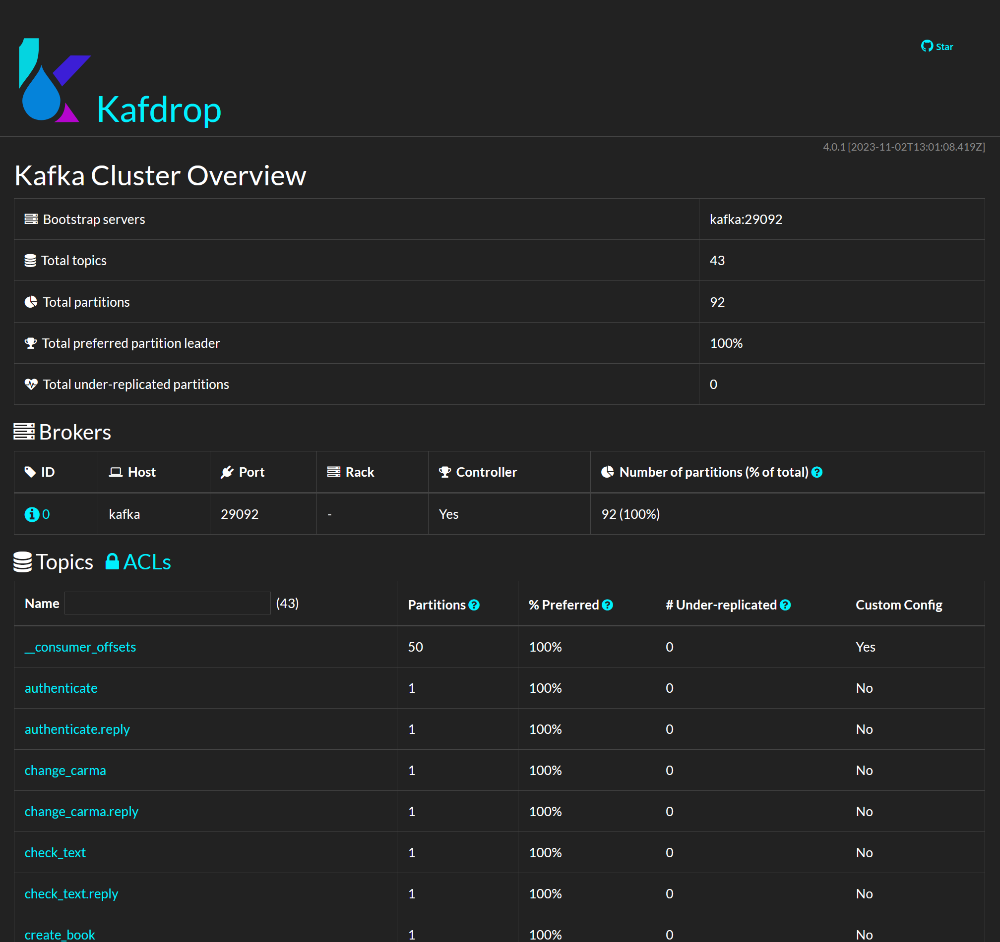 Star
Kafdrop
4.0.1 [2023-11-02T13:01:08.419Z]
Kafka Cluster Overview
Bootstrap servers kafka:29092
Total topics 43
Total partitions 92
Total preferred partition leader 100%
Total under-replicated partitions 0
Brokers
ID Host Port Rack Controller Number of partitions (% of total) ?
0 kafka 29092 - Yes 92 (100%)
Topics ACLs
Name (43) Partitions ? % Preferred ? # Under-replicated ? Custom Config
__consumer_offsets 50 100% 0 Yes
authenticate 1 100% 0 No
authenticate.reply 1 100% 0 No
change_carma 1 100% 0 No
change_carma.reply 1 100% 0 No
check_text 1 100% 0 No
check_text.reply 1 100% 0 No
create_book 1 100% 0 No